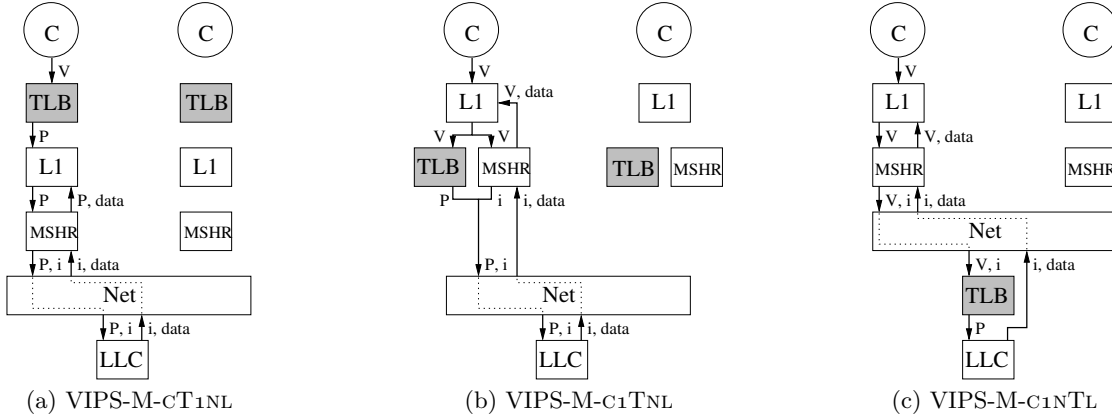 C C C C C C
V V V
TLB TLB L1 L1 L1 L1
P V, data V V, data
V V
L1 L1 TLB MSHR TLB MSHR MSHR MSHR
P P, data P i i, data V, i i, data
MSHR MSHR Net
P, i i, data P, i V, i i, data
Net Net TLB
P, i i, data P, i i, data P
LLC LLC LLC
(a) VIPS-M-cT1NL (b) VIPS-M-c1TNL (c) VIPS-M-c1NTL